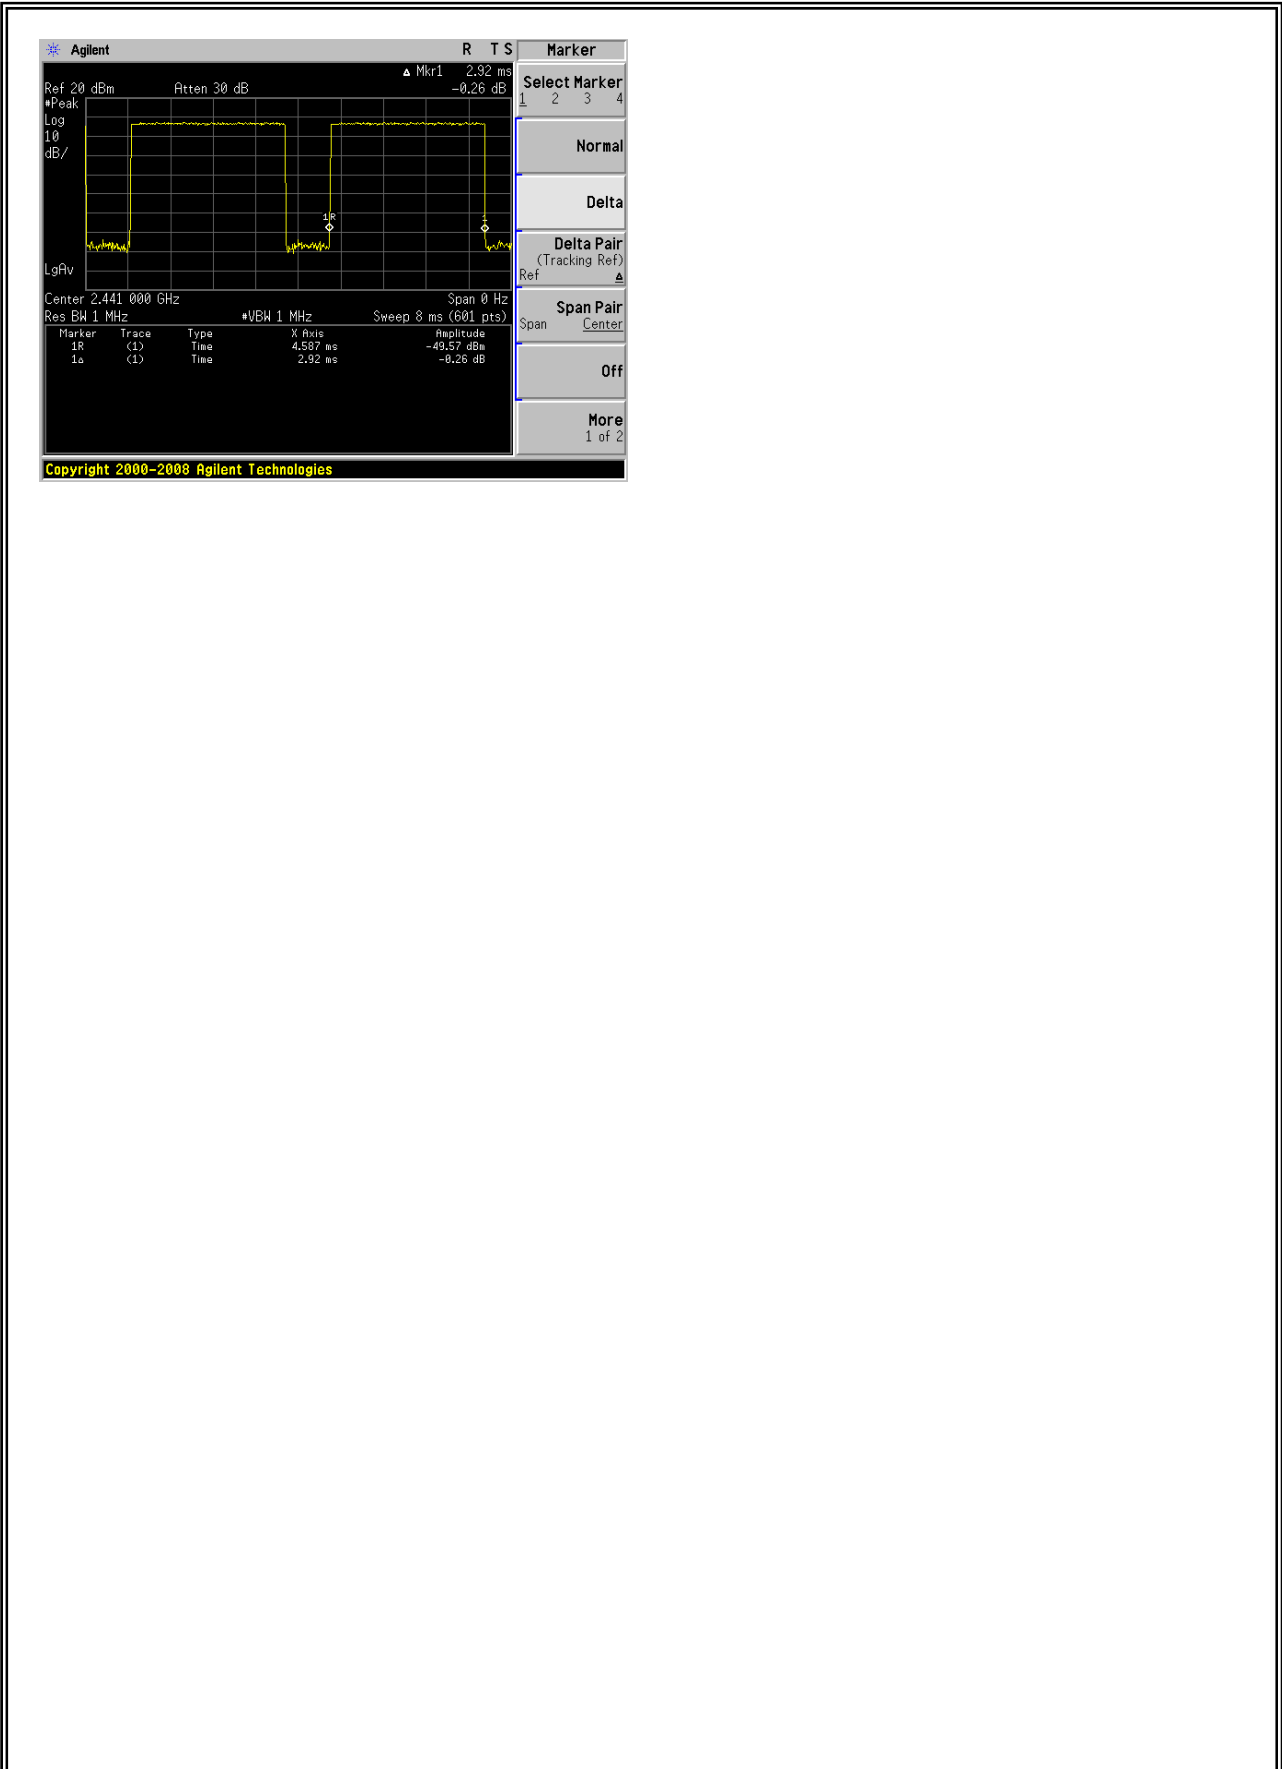 Agilent R T S Marker
Δ Mkr1 2.92 ms
Ref 20 dBm Atten 30 dB -0.26 dB
#Peak
Log
10
dB/
1R
1
LgAv
Center 2.441 000 GHz Span 0 Hz
Res BW 1 MHz #VBW 1 MHz Sweep 8 ms (601 pts)
Marker Trace Type X Axis Amplitude
1R (1) Time 4.587 ms -49.57 dBm
1Δ (1) Time 2.92 ms -0.26 dB
Select Marker
1 2 3 4
Normal
Delta
Delta Pair
(Tracking Ref)
Ref Δ
Span Pair
Span Center
Off
More
1 of 2
Copyright 2000-2008 Agilent Technologies